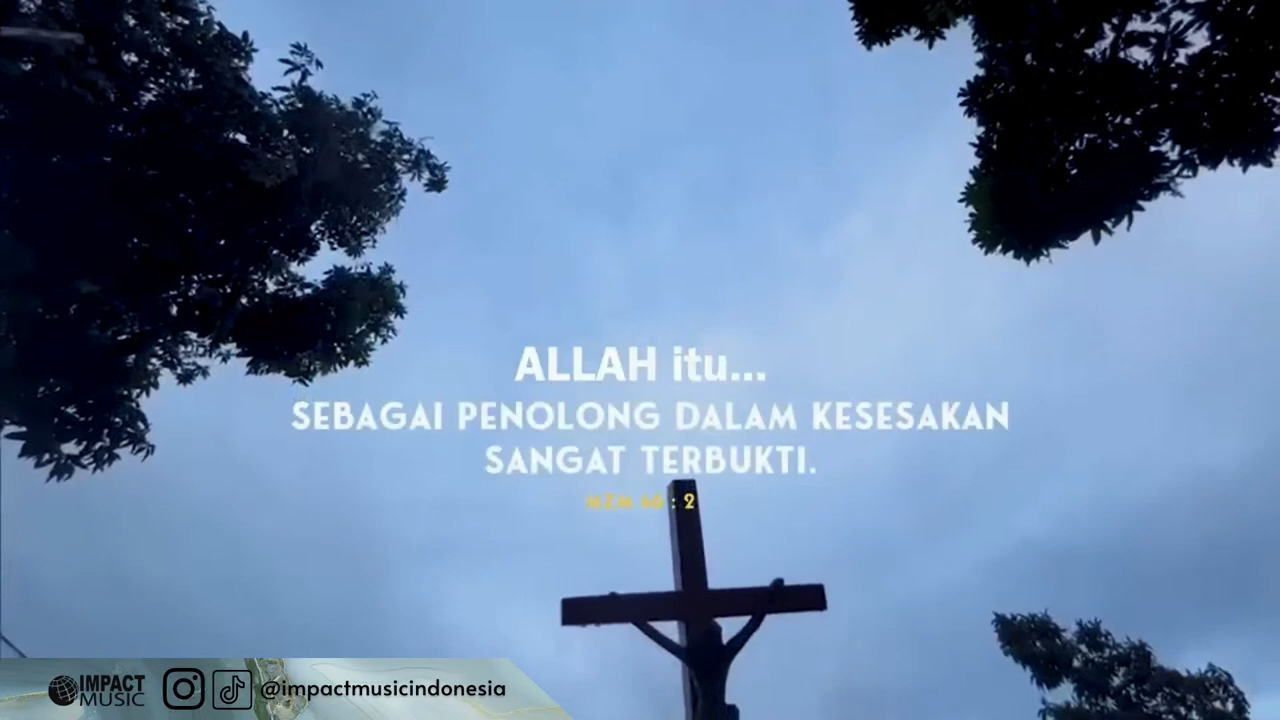 ALLAH itu...
SEBAGAI PENOLONG DALAM KESESAKAN
SANGAT TERBUKTI.
MZM 46 : 2
IMPACT
MUSIC
@impactmusicindonesia